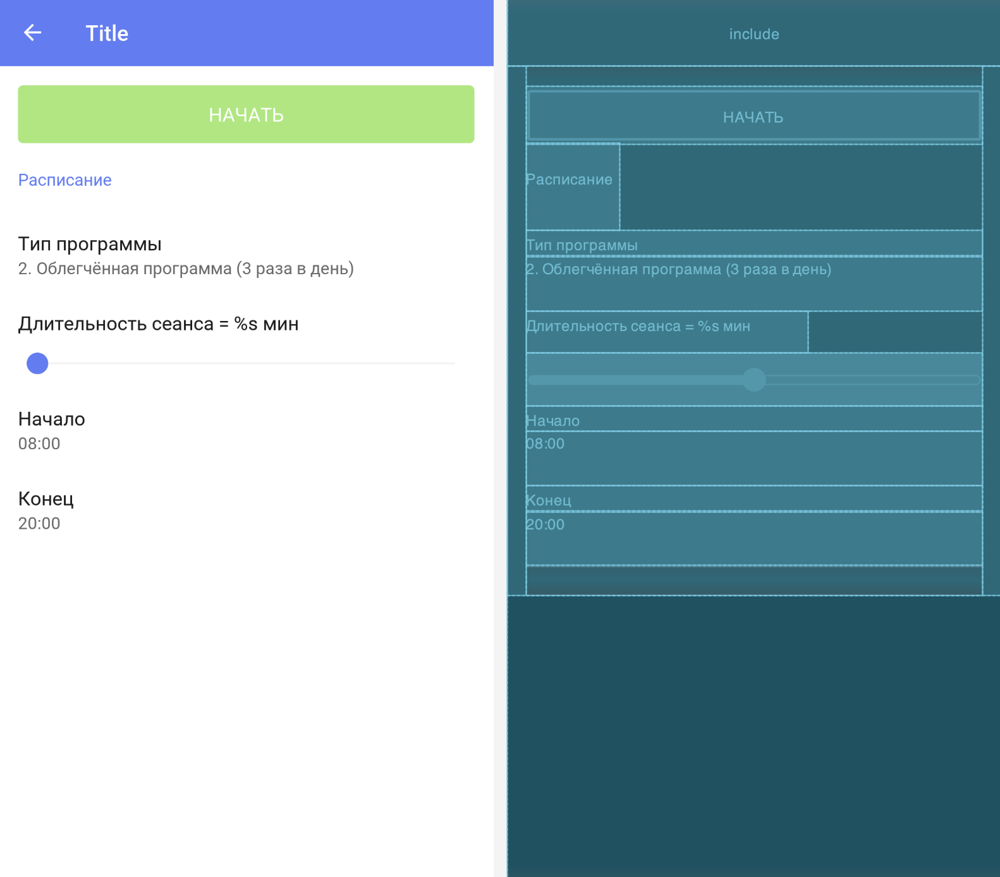 Title
НАЧАТЬ
Расписание
Тип программы
2. Облегчённая программа (3 раза в день)
Длительность сеанса = %s мин
Начало
08:00
Конец
20:00
include
НАЧАТЬ
Расписание
Тип программы
2. Облегчённая программа (3 раза в день)
Длительность сеанса = %s мин
Начало
08:00
Конец
20:00